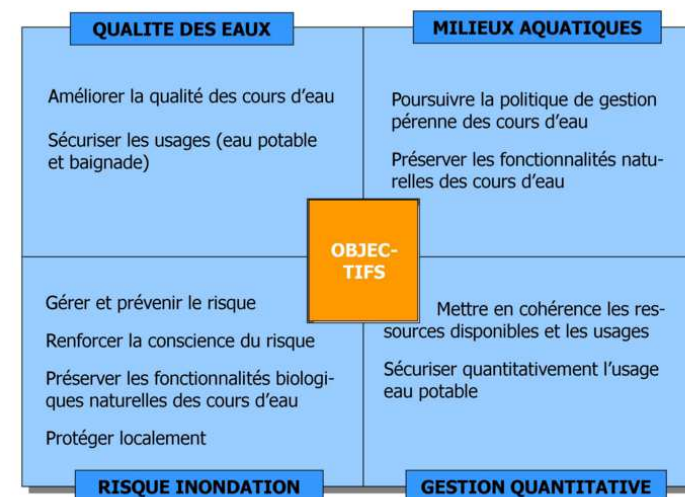 QUALITE DES EAUX
Améliorer la qualité des cours d'eau
Sécuriser les usages (eau potable
et baignade)
MILIEUX AQUATIQUES
Poursuivre la politique de gestion
pérenne des cours d'eau
Préserver les fonctionnalités natu-
relles des cours d'eau
OBJEC-
TIFS
Gérer et prévenir le risque
Renforcer la conscience du risque
Préserver les fonctionnalités biologi-
ques naturelles des cours d'eau
Protéger localement
RISQUE INONDATION
Mettre en cohérence les res-
sources disponibles et les usages
Sécuriser quantitativement l'usage
eau potable
GESTION QUANTITATIVE